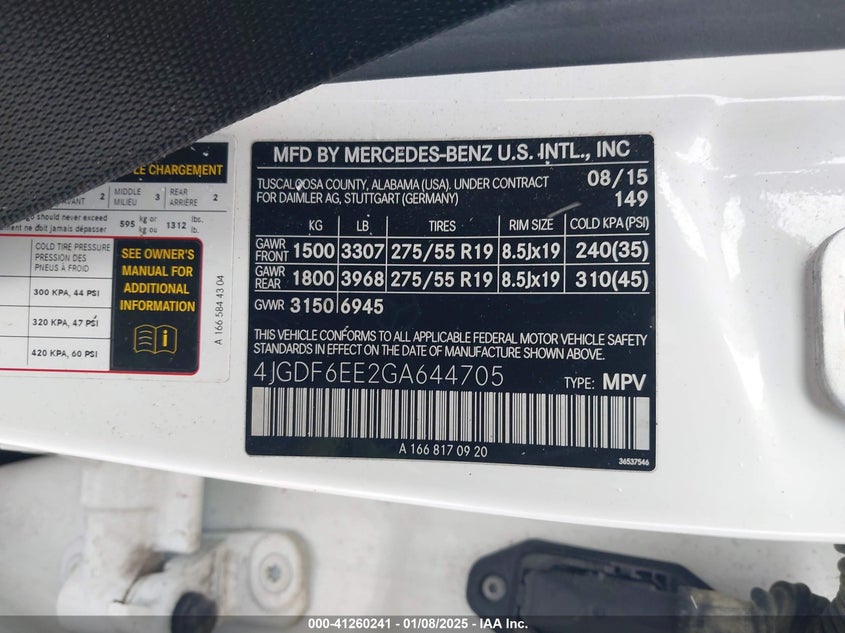 LE CHARGEMENT
AVANT 2 MIDDLE MILIEU 3 REAR ARRIÈRE 2
go should never exceed 595 kg or 1312 lbs.
ne doit jamais dépasser kg ou lb.
COLD TIRE PRESSURE
PRESSION DES
PNEUS À FROID
300 KPA, 44 PSI
320 KPA, 47 PSI
420 KPA, 60 PSI
SEE OWNER'S
MANUAL FOR
ADDITIONAL
INFORMATION
A 166 584 43 04
MFD BY MERCEDES-BENZ U.S. INTL., INC
TUSCALOOSA COUNTY, ALABAMA (USA). UNDER CONTRACT
FOR DAIMLER AG, STUTTGART (GERMANY)
08/15
149
KG LB TIRES RIM SIZE COLD KPA (PSI)
GAWR FRONT 1500 3307 275/55 R19 8.5Jx19 240(35)
GAWR REAR 1800 3968 275/55 R19 8.5Jx19 310(45)
GVWR 3150 6945
THIS VEHICLE CONFORMS TO ALL APPLICABLE FEDERAL MOTOR VEHICLE SAFETY
STANDARDS IN EFFECT ON THE DATE OF MANUFACTURE SHOWN ABOVE.
4JGDF6EE2GA644705 TYPE: MPV
A 166 817 09 20
36537546
000-41260241 - 01/08/2025 - IAA Inc.